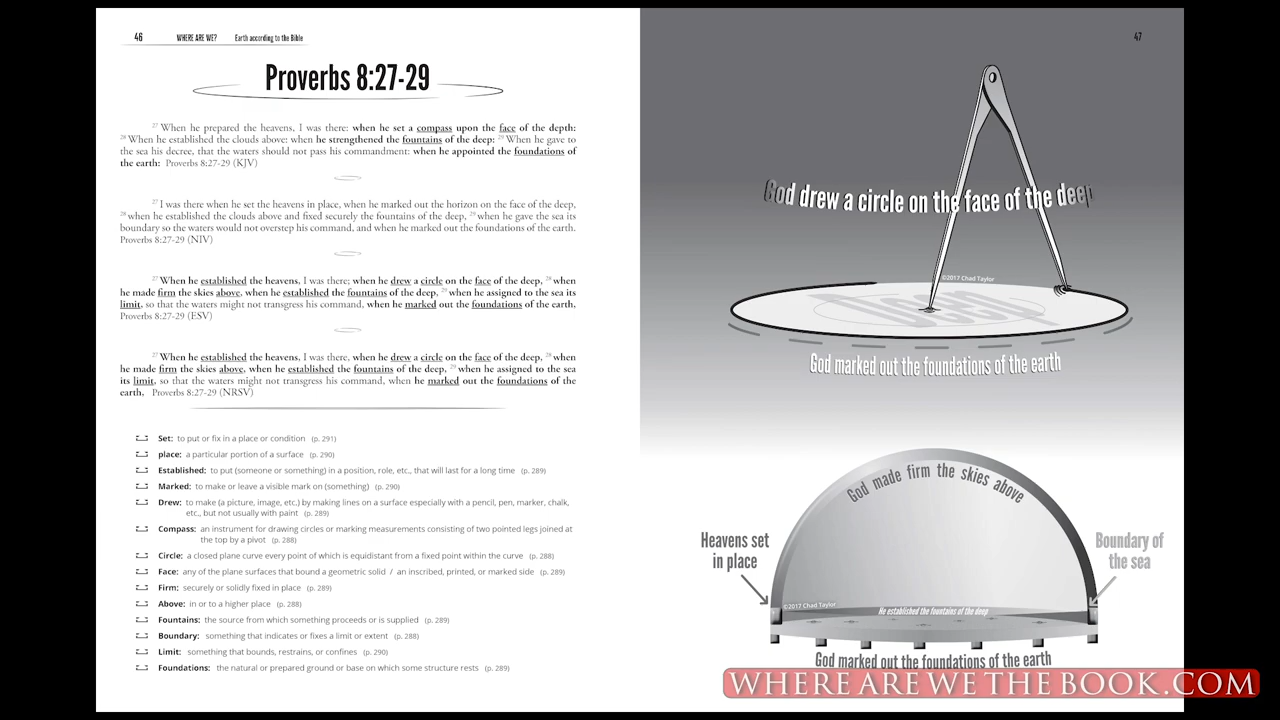 46 WHERE ARE WE? Earth according to the Bible
Proverbs 8:27-29
27 When he prepared the heavens, I was there: when he set a compass upon the face of the depth:
28 When he established the clouds above: when he strengthened the fountains of the deep: 29 When he gave to
the sea his decree, that the waters should not pass his commandment: when he appointed the foundations of
the earth: Proverbs 8:27-29 (KJV)
27 I was there when he set the heavens in place, when he marked out the horizon on the face of the deep,
28 when he established the clouds above and fixed securely the fountains of the deep, 29 when he gave the sea its
boundary so the waters would not overstep his command, and when he marked out the foundations of the earth.
Proverbs 8:27-29 (NIV)
27 When he established the heavens, I was there; when he drew a circle on the face of the deep, 28 when
he made firm the skies above, when he established the fountains of the deep, 29 when he assigned to the sea its
limit, so that the waters might not transgress his command, when he marked out the foundations of the earth,
Proverbs 8:27-29 (ESV)
27 When he established the heavens, I was there, when he drew a circle on the face of the deep, 28 when
he made firm the skies above, when he established the fountains of the deep, 29 when he assigned to the sea
its limit, so that the waters might not transgress his command, when he marked out the foundations of the
earth, Proverbs 8:27-29 (NRSV)
Set: to put or fix in a place or condition (p. 291)
place: a particular portion of a surface (p. 290)
Established: to put (someone or something) in a position, role, etc., that will last for a long time (p. 289)
Marked: to make or leave a visible mark on (something) (p. 290)
Drew: to make (a picture, image, etc.) by making lines on a surface especially with a pencil, pen, marker, chalk,
etc., but not usually with paint (p. 289)
Compass: an instrument for drawing circles or marking measurements consisting of two pointed legs joined at
the top by a pivot (p. 288)
Circle: a closed plane curve every point of which is equidistant from a fixed point within the curve (p. 288)
Face: any of the plane surfaces that bound a geometric solid / an inscribed, printed, or marked side (p. 289)
Firm: securely or solidly fixed in place (p. 289)
Above: in or to a higher place (p. 288)
Fountains: the source from which something proceeds or is supplied (p. 289)
Boundary: something that indicates or fixes a limit or extent (p. 288)
Limit: something that bounds, restrains, or confines (p. 290)
Foundations: the natural or prepared ground or base on which some structure rests (p. 289)
47
God drew a circle on the face of the deep
©2017 Chad Taylor
God marked out the foundations of the earth
God made firm the skies above
Heavens set
in place
Boundary of
the sea
©2017 Chad Taylor
He established the fountains of the deep
God marked out the foundations of the earth
WHEREAREWETHEBOOK.COM